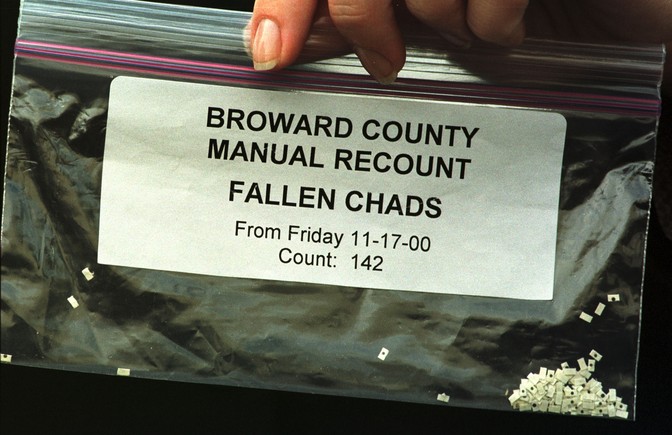 BROWARD COUNTY
MANUAL RECOUNT
FALLEN CHADS
From Friday 11-17-00
Count: 142